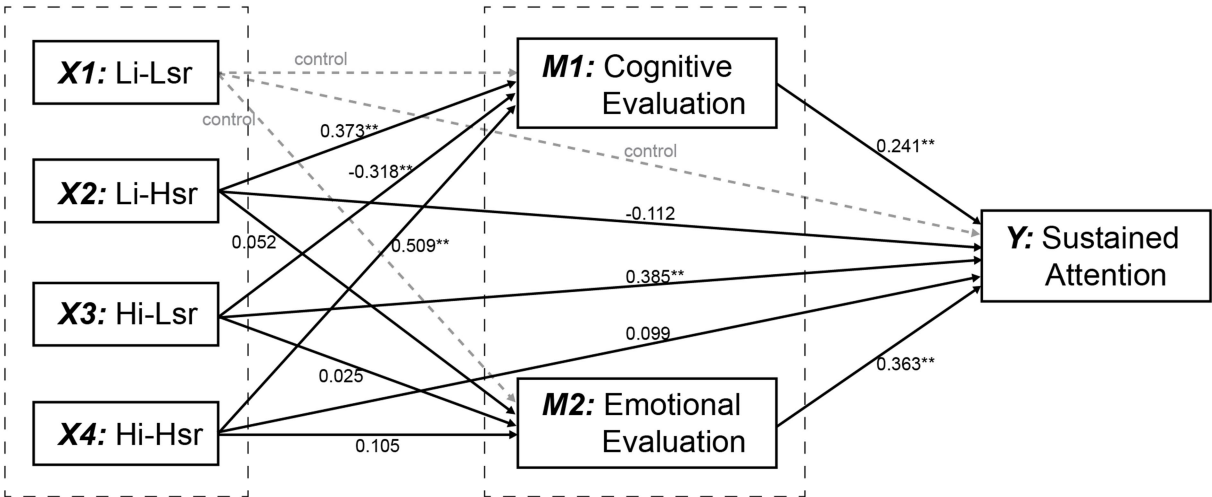 X1: Li-Lsr
X2: Li-Hsr
X3: Hi-Lsr
X4: Hi-Hsr
control
control
control
0.373**
-0.318**
0.509**
0.052
0.025
0.105
M1: Cognitive
Evaluation
M2: Emotional
Evaluation
-0.112
0.385**
0.099
0.241**
0.363**
Y: Sustained
Attention